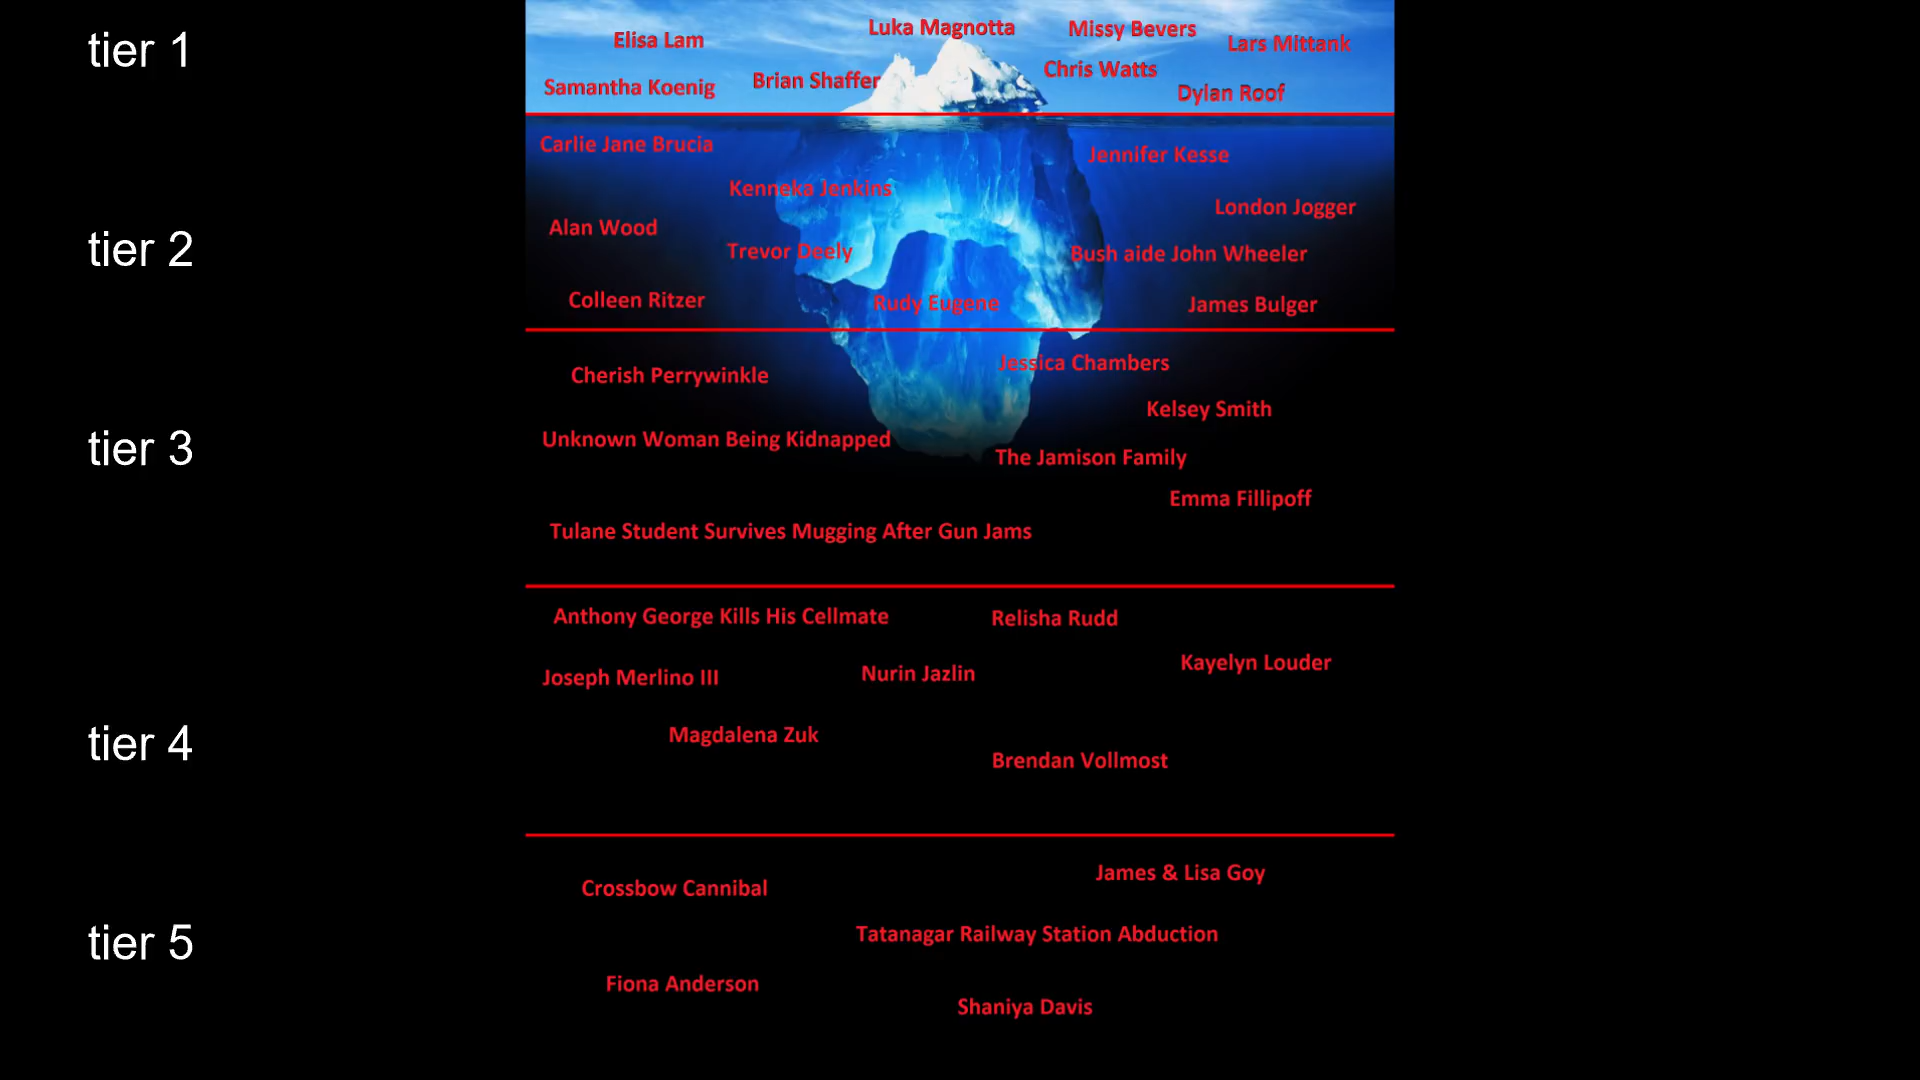 tier 1
Elisa Lam
Luka Magnotta
Missy Bevers
Lars Mittank
Samantha Koenig
Brian Shaffer
Chris Watts
Dylan Roof
tier 2
Carlie Jane Brucia
Jennifer Kesse
Kenneka Jenkins
London Jogger
Alan Wood
Trevor Deely
Bush aide John Wheeler
Colleen Ritzer
Rudy Eugene
James Bulger
tier 3
Cherish Perrywinkle
Jessica Chambers
Kelsey Smith
Unknown Woman Being Kidnapped
The Jamison Family
Emma Fillipoff
Tulane Student Survives Mugging After Gun Jams
tier 4
Anthony George Kills His Cellmate
Relisha Rudd
Kayelyn Louder
Joseph Merlino III
Nurin Jazlin
Magdalena Zuk
Brendan Vollmost
tier 5
James & Lisa Goy
Crossbow Cannibal
Tatanagar Railway Station Abduction
Fiona Anderson
Shaniya Davis